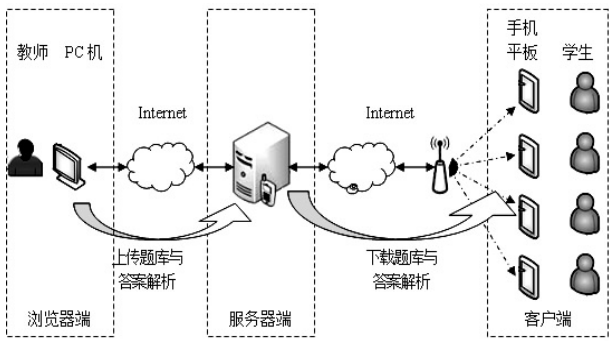 手机
教师 PC机
平板 学生
Internet
Internet
上传题库与
答案解析
下载题库与
答案解析
浏览器端
服务器端
客户端